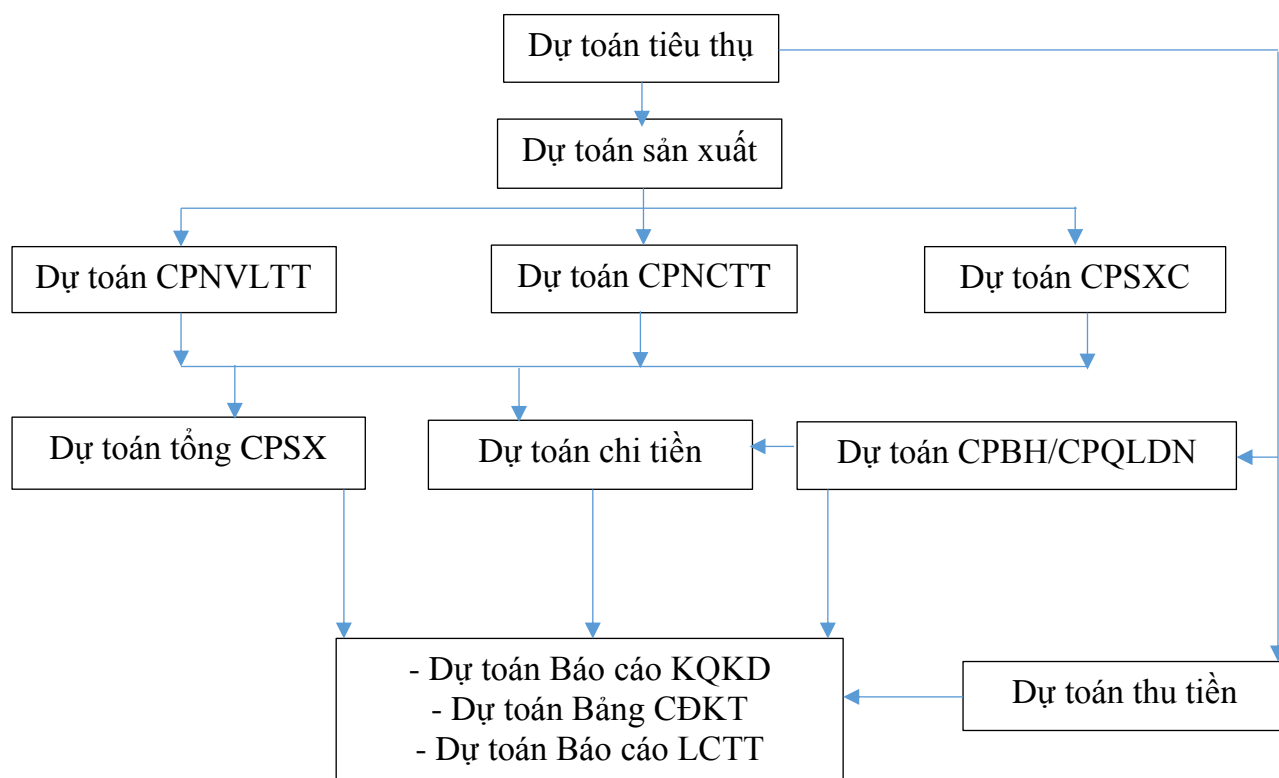 Dự toán tiêu thụ
Dự toán sản xuất
Dự toán CPNVLTT
Dự toán CPNCTT
Dự toán CPSXC
Dự toán tổng CPSX
Dự toán chi tiền
Dự toán CPBH/CPQLDN
- Dự toán Báo cáo KQKD
- Dự toán Bảng CĐKT
- Dự toán Báo cáo LCTT
Dự toán thu tiền